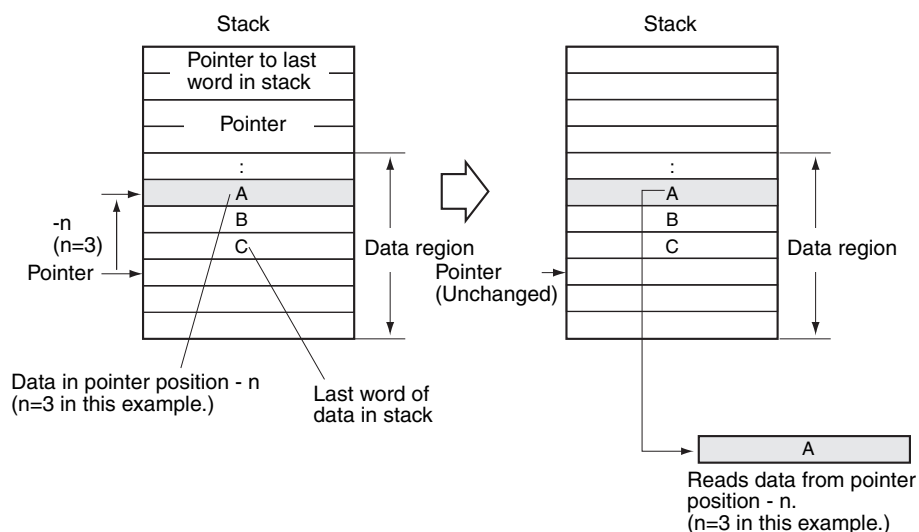 Stack
Pointer to last
word in stack
Pointer
:
A
B
C
-n
(n=3)
Pointer
Data region
Data in pointer position - n
(n=3 in this example.)
Last word of
data in stack
Stack
:
A
B
C
Pointer
(Unchanged)
Data region
A
Reads data from pointer
position - n.
(n=3 in this example.)